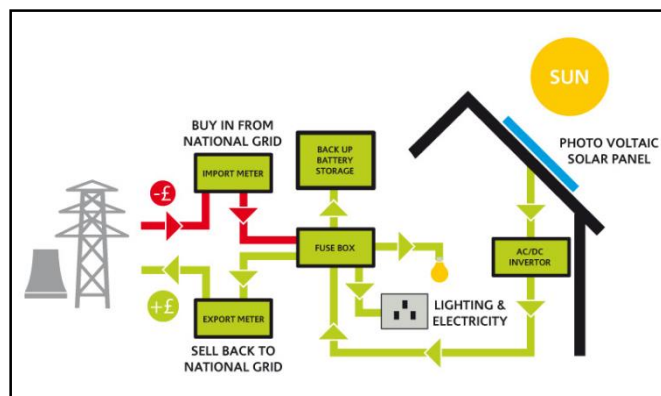 SUN
BUY IN FROM
NATIONAL GRID
BACK UP
BATTERY
STORAGE
PHOTO VOLTAIC
SOLAR PANEL
IMPORT METER
-£
FUSE BOX
AC/DC
INVERTOR
+£
EXPORT METER
LIGHTING &
ELECTRICITY
SELL BACK TO
NATIONAL GRID